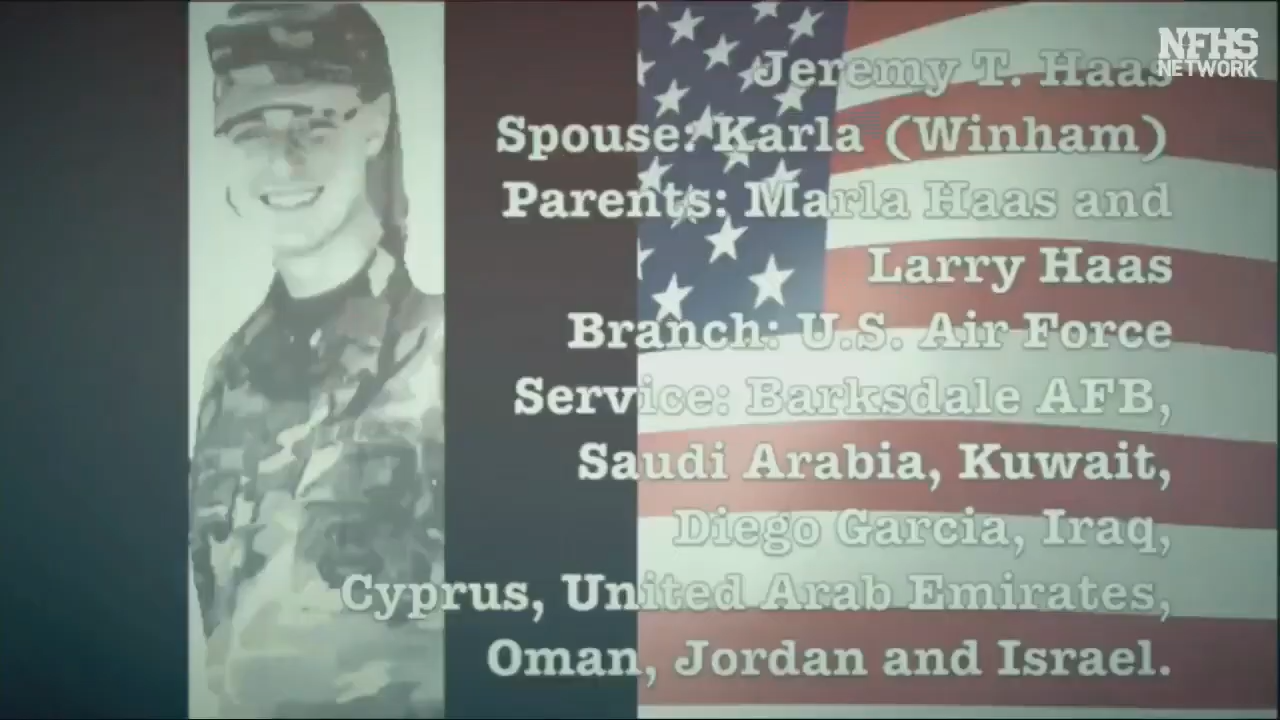 NFHS
NETWORK
Jeremy T. Haas
Spouse: Karla (Winham)
Parents: Marla Haas and
Larry Haas
Branch: U.S. Air Force
Service: Barksdale AFB,
Saudi Arabia, Kuwait,
Diego Garcia, Iraq,
Cyprus, United Arab Emirates,
Oman, Jordan and Israel.